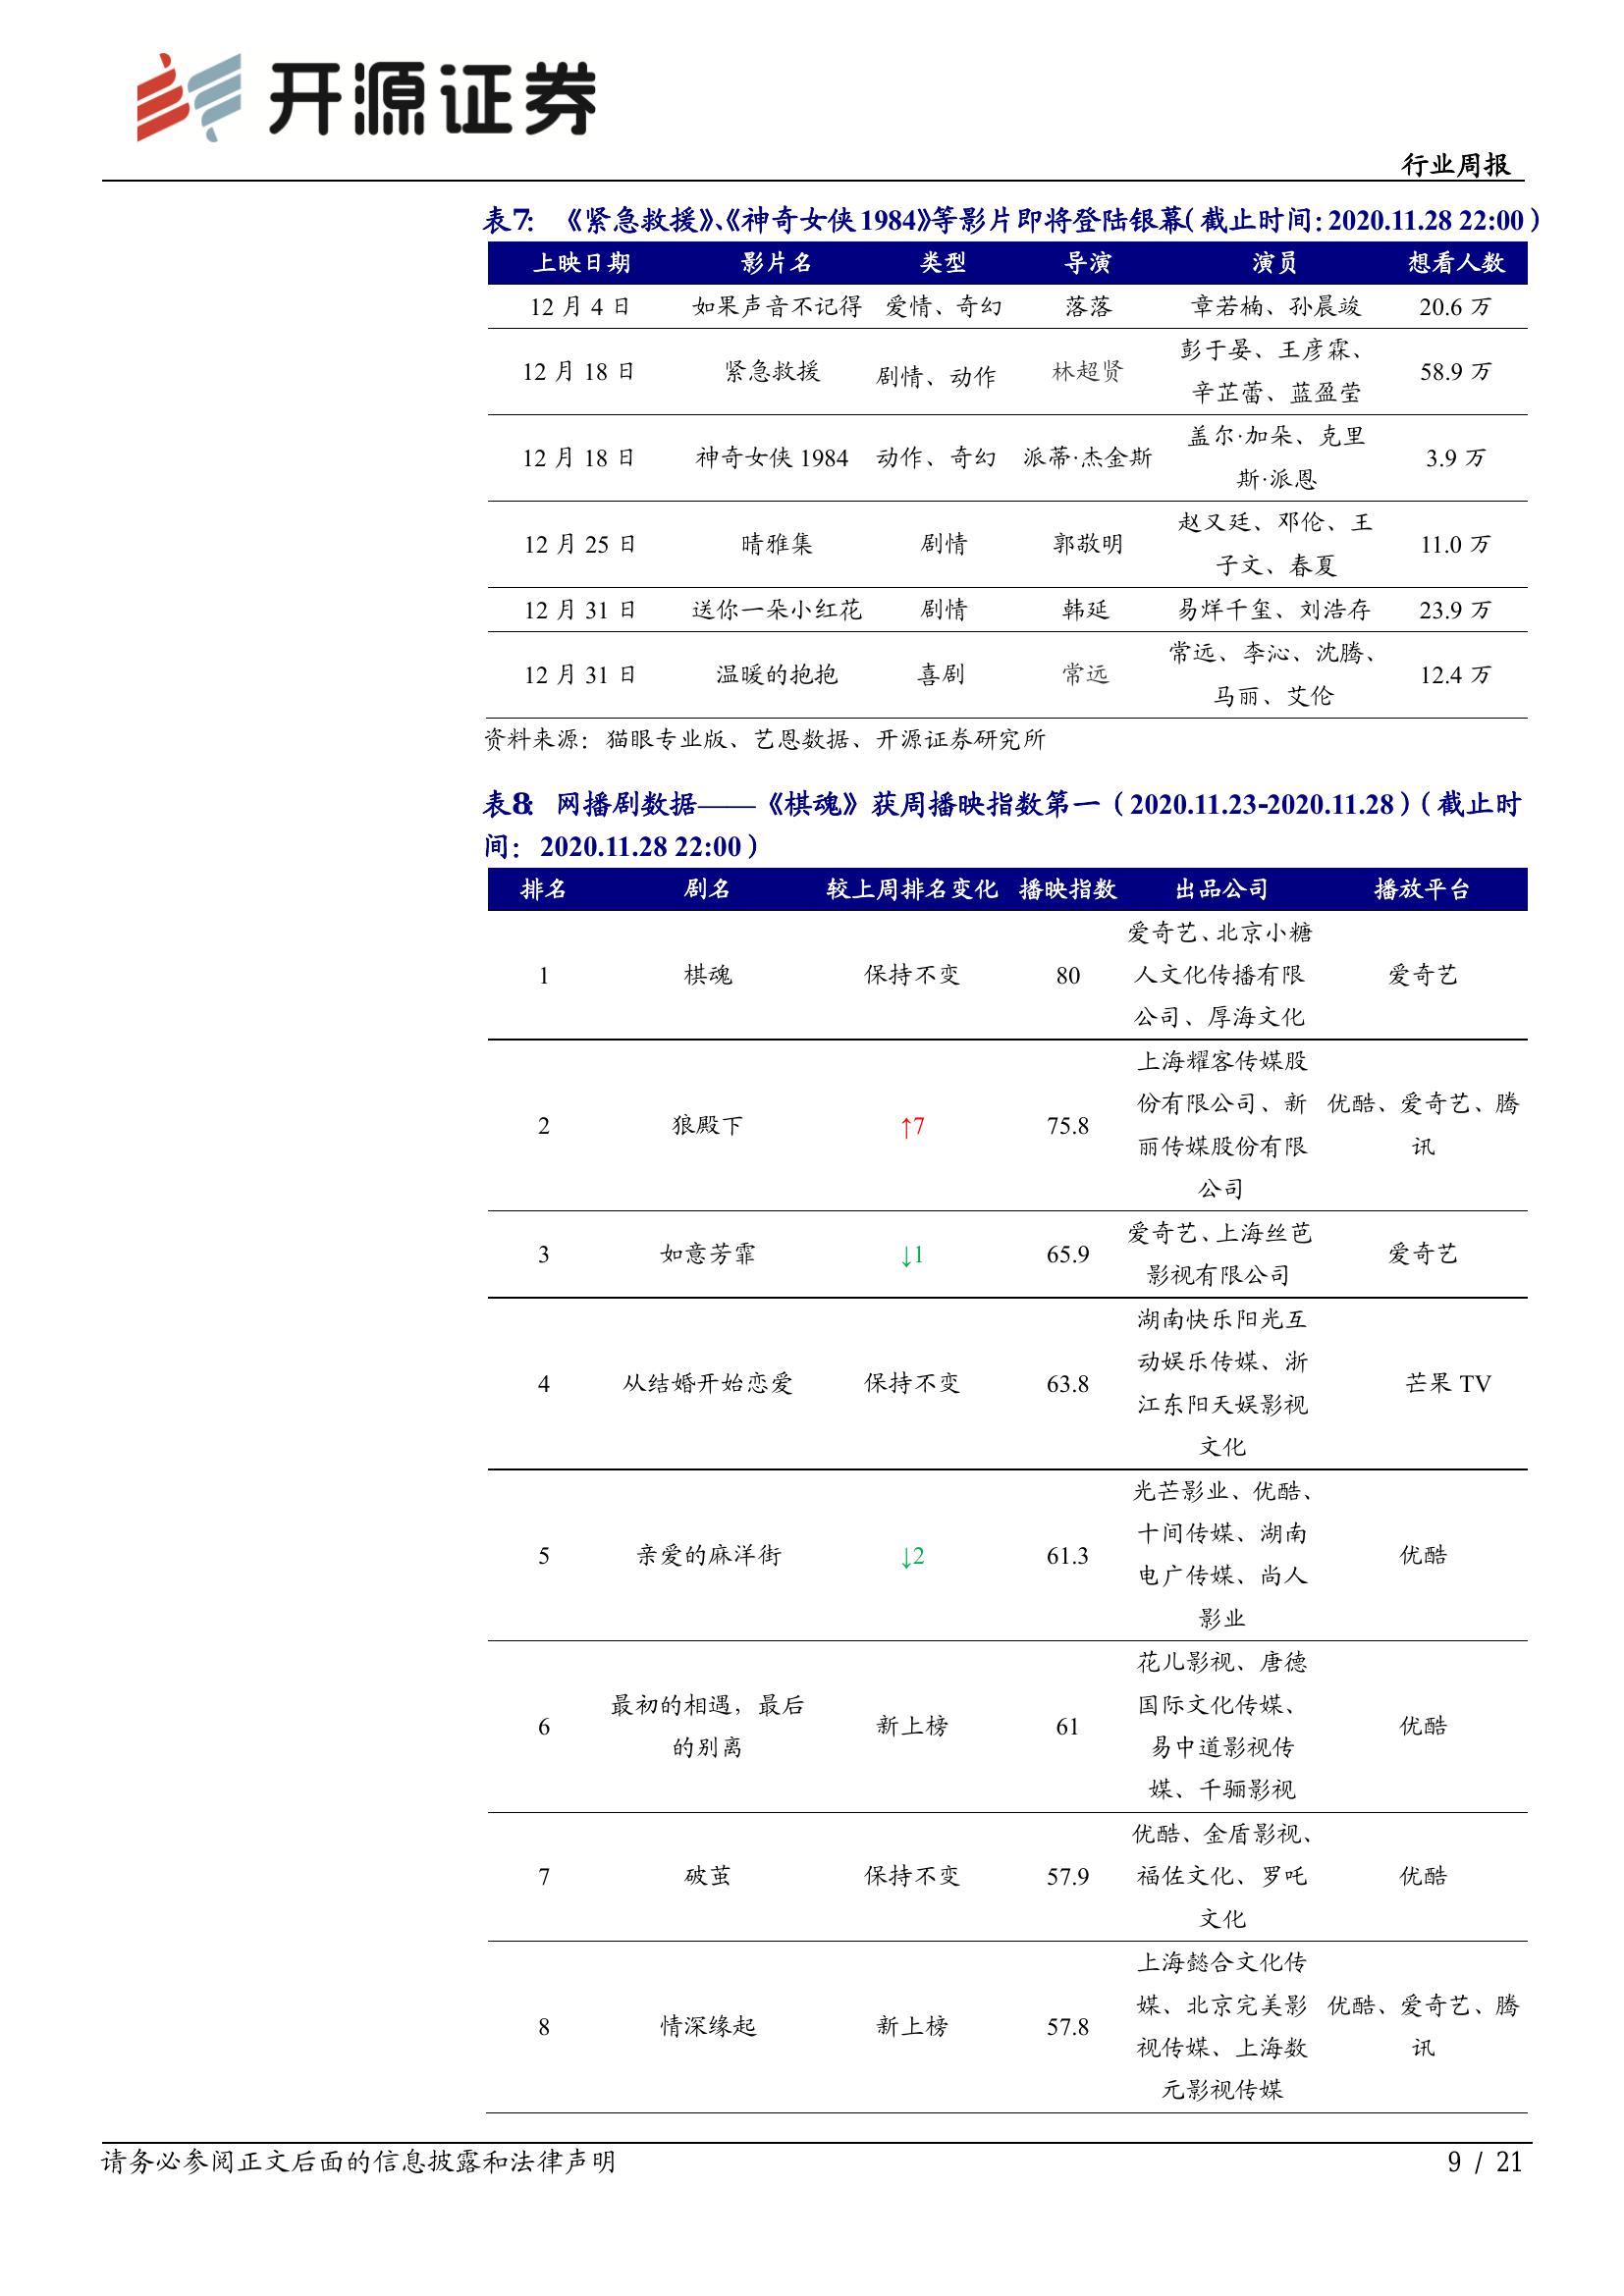 开源证券
行业周报
表7： 《紧急救援》、《神奇女侠1984》等影片即将登陆银幕（截止时间：2020.11.28 22:00）
上映日期 影片名 类型 导演 演员 想看人数
12 月 4 日 如果声音不记得 爱情、奇幻 落落 章若楠、孙晨竣 20.6 万
彭于晏、王彦霖、
12 月 18 日 紧急救援 剧情、动作 林超贤 58.9 万
辛芷蕾、蓝盈莹
盖尔·加朵、克里
12 月 18 日 神奇女侠 1984 动作、奇幻 派蒂·杰金斯 3.9 万
斯·派恩
赵又廷、邓伦、王
12 月 25 日 晴雅集 剧情 郭敬明 11.0 万
子文、春夏
12 月 31 日 送你一朵小红花 剧情 韩延 易烊千玺、刘浩存 23.9 万
常远、李沁、沈腾、
12 月 31 日 温暖的抱抱 喜剧 常远 12.4 万
马丽、艾伦
资料来源：猫眼专业版、艺恩数据、开源证券研究所
表8： 网播剧数据——《棋魂》获周播映指数第一（2020.11.23-2020.11.28）（截止时
间：2020.11.28 22:00）
排名 剧名 较上周排名变化 播映指数 出品公司 播放平台
爱奇艺、北京小糖
1 棋魂 保持不变 80 人文化传播有限 爱奇艺
公司、厚海文化
上海耀客传媒股
份有限公司、新 优酷、爱奇艺、腾
2 狼殿下 ↑7 75.8
丽传媒股份有限 讯
公司
爱奇艺、上海丝芭
3 如意芳霏 ↓1 65.9 爱奇艺
影视有限公司
湖南快乐阳光互
动娱乐传媒、浙
4 从结婚开始恋爱 保持不变 63.8 芒果 TV
江东阳天娱影视
文化
光芒影业、优酷、
十间传媒、湖南
5 亲爱的麻洋街 ↓2 61.3 优酷
电广传媒、尚人
影业
花儿影视、唐德
最初的相遇，最后 国际文化传媒、
6 新上榜 61 优酷
的别离 易中道影视传
媒、千骊影视
优酷、金盾影视、
7 破茧 保持不变 57.9 福佐文化、罗吒 优酷
文化
上海懿合文化传
媒、北京完美影 优酷、爱奇艺、腾
8 情深缘起 新上榜 57.8
视传媒、上海数 讯
元影视传媒
请务必参阅正文后面的信息披露和法律声明 9 / 21